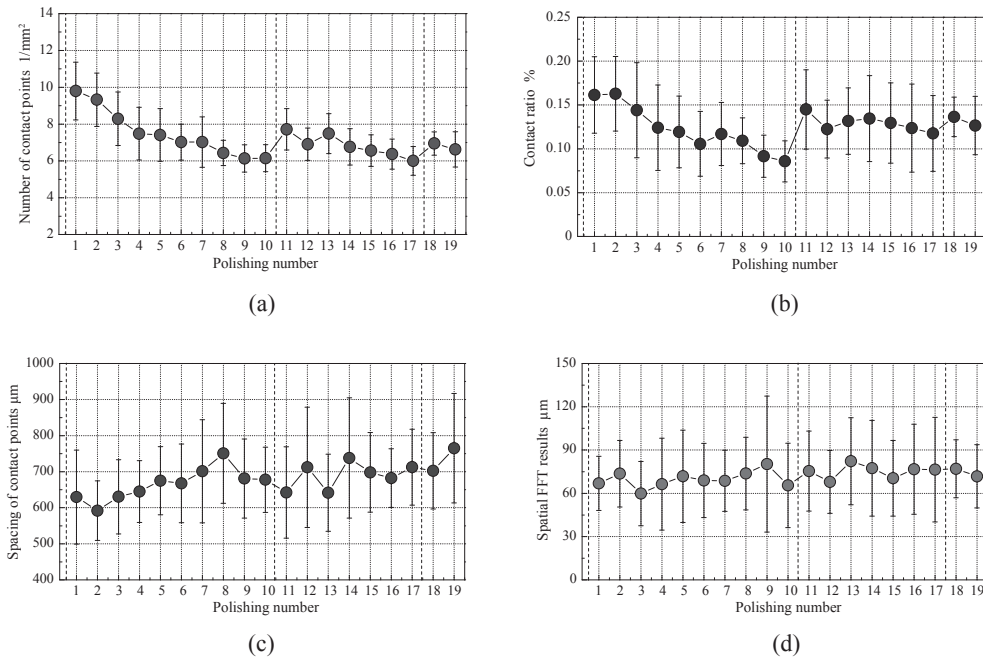 14
12
10
8
6
4
2
Number of contact points 1/mm²
1 2 3 4 5 6 7 8 9 10 11 12 13 14 15 16 17 18 19
Polishing number
(a)
0.25
0.20
0.15
0.10
0.05
0
Contact ratio %
1 2 3 4 5 6 7 8 9 10 11 12 13 14 15 16 17 18 19
Polishing number
(b)
1000
900
800
700
600
500
400
Spacing of contact points µm
1 2 3 4 5 6 7 8 9 10 11 12 13 14 15 16 17 18 19
Polishing number
(c)
150
120
90
60
30
0
Spatial FFT results µm
1 2 3 4 5 6 7 8 9 10 11 12 13 14 15 16 17 18 19
Polishing number
(d)